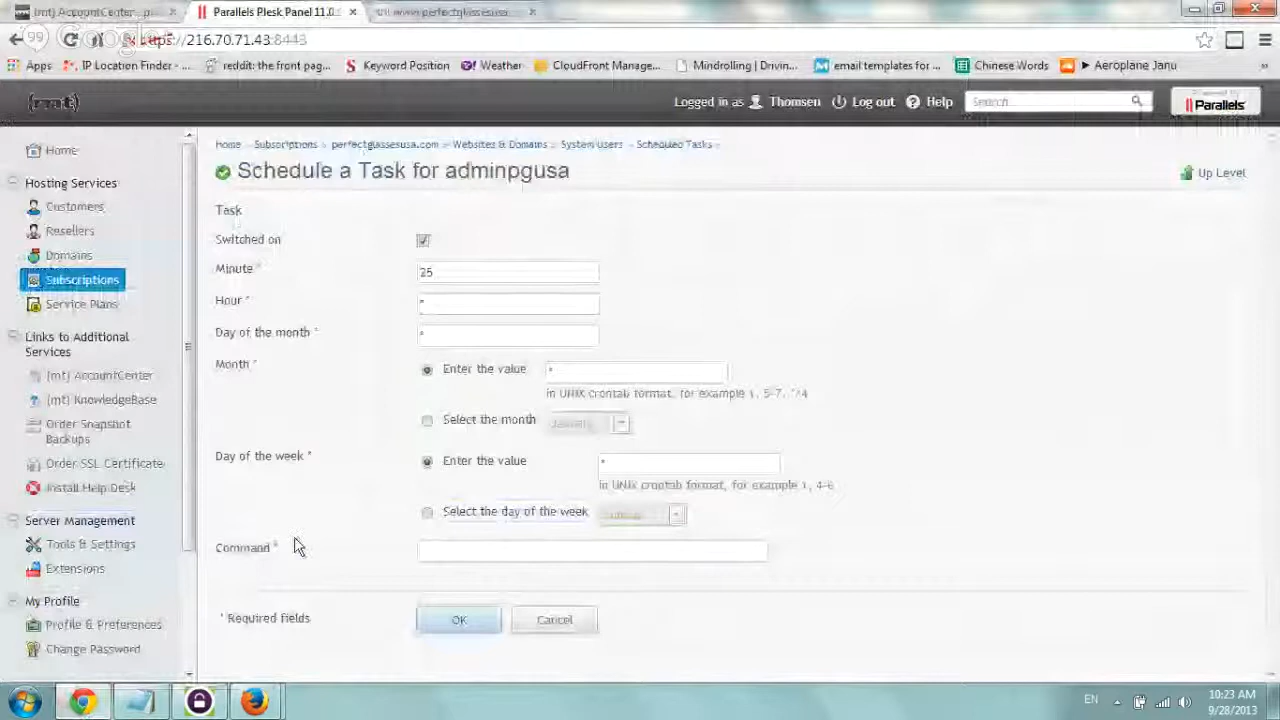 (mt) AccountCenter
Parallels Plesk Panel 11.0.
www.perfectglassesusa.
https://216.70.71.43:8443
Apps
IP Location Finder - ...
reddit: the front pag...
Keyword Position
Weather
CloudFront Manage...
Mindrolling | Drivin...
email templates for ...
Chinese Words
Aeroplane Janu
»
(mt)
Logged in as Thomsen
Log out
Help
Search...
Powered by
Parallels
Home
Hosting Services
Customers
Resellers
Domains
Subscriptions
Service Plans
Links to Additional
Services
(mt) AccountCenter
(mt) KnowledgeBase
Order Snapshot
Backups
Order SSL Certificate
Install Help Desk
Server Management
Tools & Settings
Extensions
My Profile
Profile & Preferences
Change Password
Home > Subscriptions > perfectglassesusa.com > Websites & Domains > System Users > Scheduled Tasks >
Schedule a Task for adminpgusa
Up Level
Task
Switched on
Minute *
25
Hour *
*
Day of the month *
*
Month *
Enter the value
*
in UNIX crontab format, for example 1, 5-7, */4
Select the month
January
Day of the week *
Enter the value
*
in UNIX crontab format, for example 1, 4-6
Select the day of the week
Command *
* Required fields
OK
Cancel
EN
10:23 AM
9/28/2013